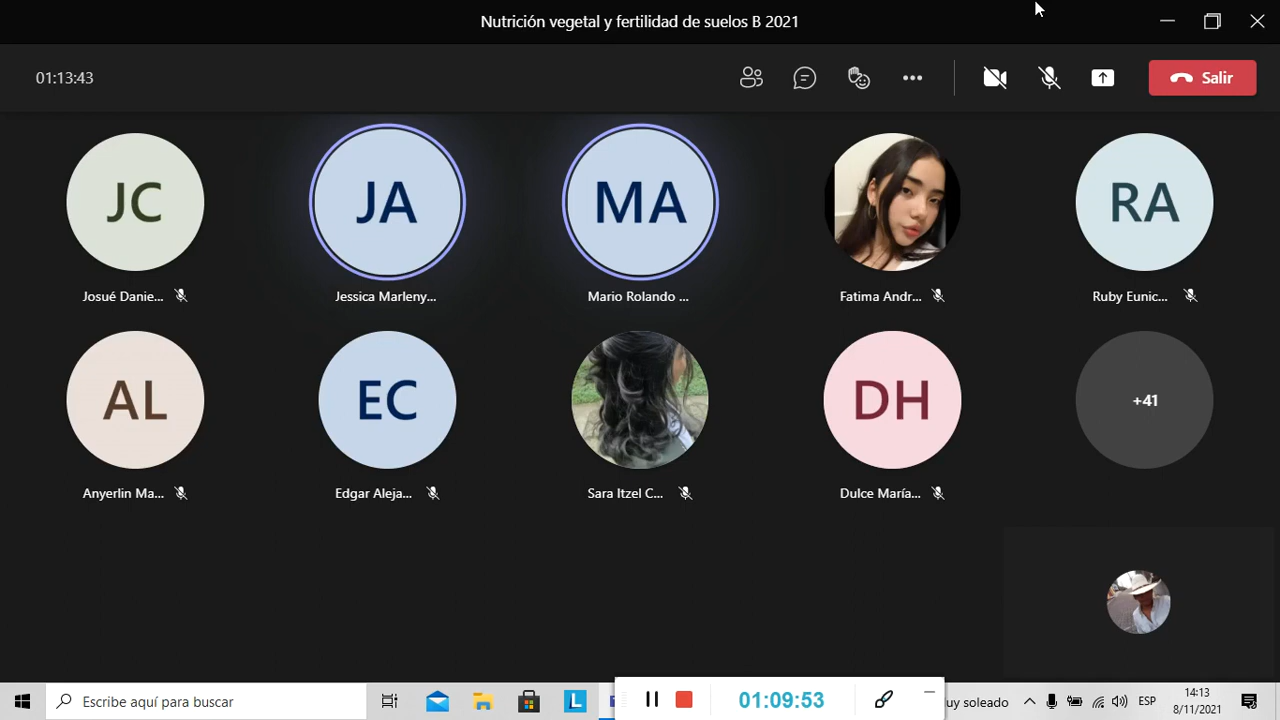 Nutrición vegetal y fertilidad de suelos B 2021
01:13:43
Salir
JC
JA
MA
RA
Josué Danie...
Jessica Marleny...
Mario Rolando ...
Fatima Andr...
Ruby Eunic...
AL
EC
DH
+41
Anyerlin Ma...
Edgar Aleja...
Sara Itzel C...
Dulce María...
Escribe aquí para buscar
L
01:09:53
uy soleado
ESP
14:13
8/11/2021